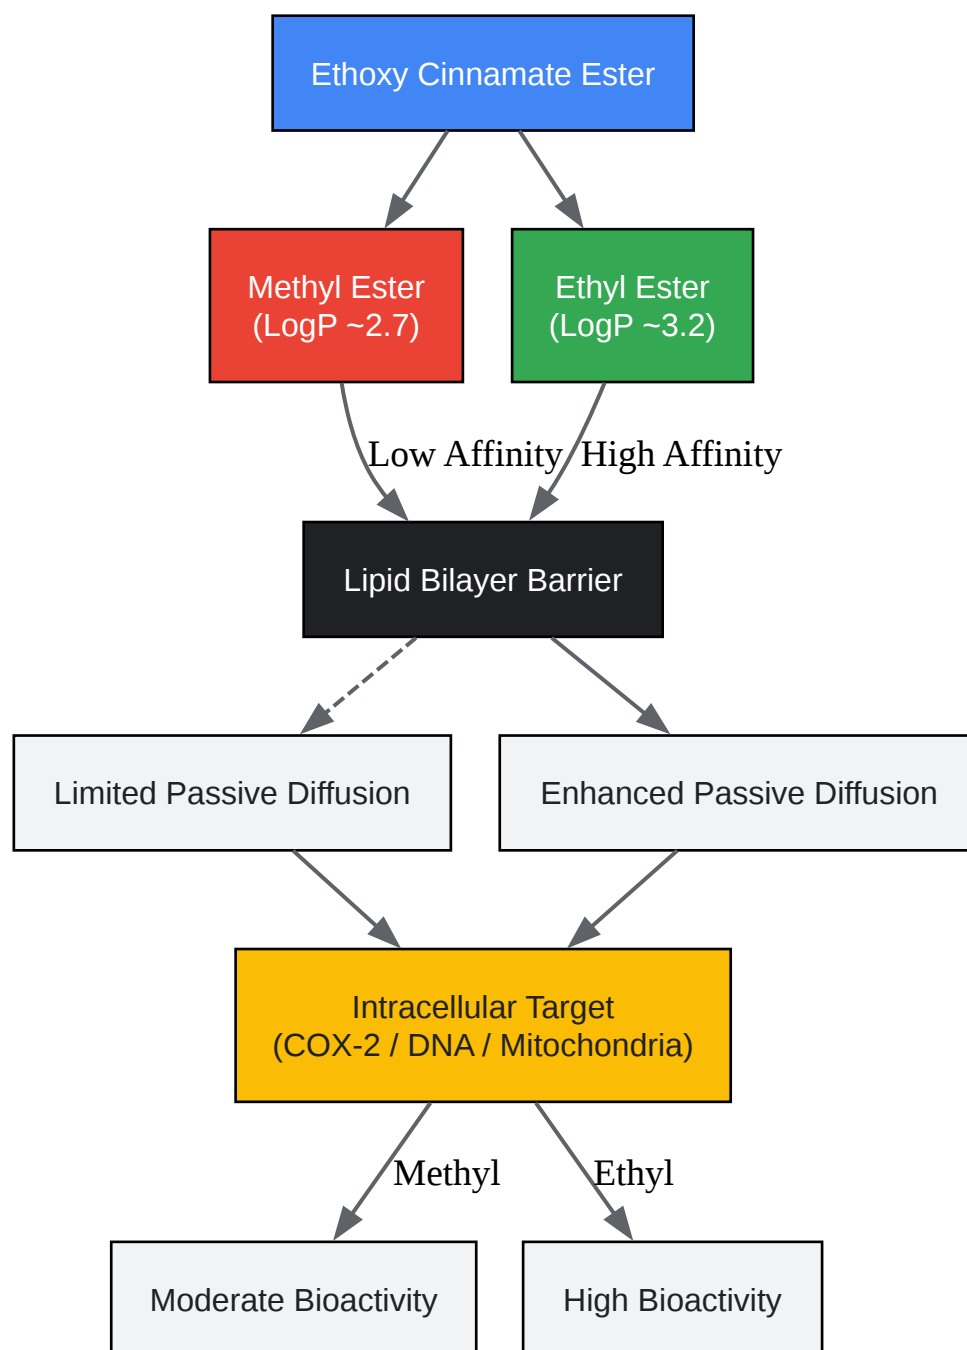 Ethoxy Cinnamate Ester
Methyl Ester
(LogP ~2.7)
Ethyl Ester
(LogP ~3.2)
Low Affinity
High Affinity
Lipid Bilayer Barrier
Limited Passive Diffusion
Enhanced Passive Diffusion
Intracellular Target
(COX-2 / DNA / Mitochondria)
Methyl
Ethyl
Moderate Bioactivity
High Bioactivity